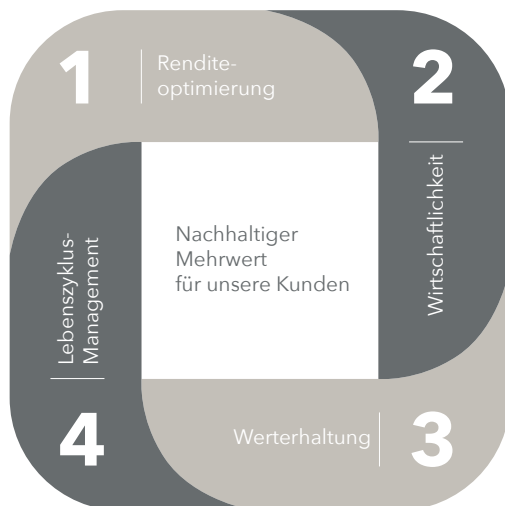 1
Rendite-
optimierung
2
Wirtschaftlichkeit
3
Werterhaltung
4
Lebenszyklus-
Management
Nachhaltiger
Mehrwert
für unsere Kunden